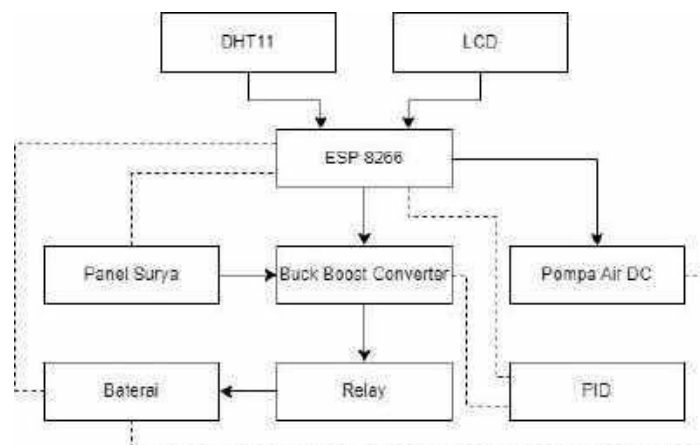 DHT11
LCD
ESP 8266
Panel Surya
Buck Boost Converter
Pompa Air DC
Baterai
Relay
PID